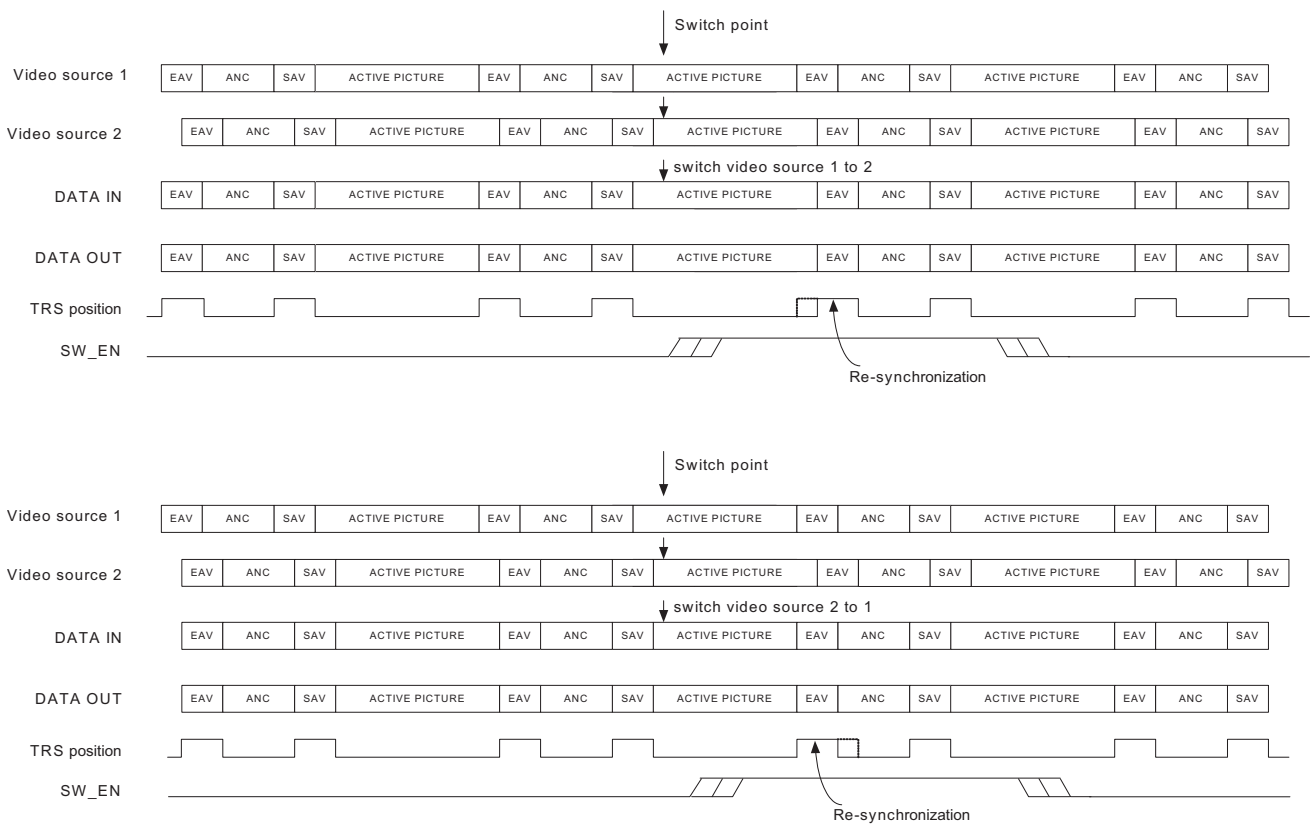 Switch point
Video source 1 EAV ANC SAV ACTIVE PICTURE EAV ANC SAV ACTIVE PICTURE EAV ANC SAV ACTIVE PICTURE EAV ANC SAV
Video source 2 EAV ANC SAV ACTIVE PICTURE EAV ANC SAV ACTIVE PICTURE EAV ANC SAV ACTIVE PICTURE EAV ANC SAV
switch video source 1 to 2
DATA IN EAV ANC SAV ACTIVE PICTURE EAV ANC SAV ACTIVE PICTURE EAV ANC SAV ACTIVE PICTURE EAV ANC SAV
DATA OUT EAV ANC SAV ACTIVE PICTURE EAV ANC SAV ACTIVE PICTURE EAV ANC SAV ACTIVE PICTURE EAV ANC SAV
TRS position
SW_EN
Re-synchronization
Switch point
Video source 1 EAV ANC SAV ACTIVE PICTURE EAV ANC SAV ACTIVE PICTURE EAV ANC SAV ACTIVE PICTURE EAV ANC SAV
Video source 2 EAV ANC SAV ACTIVE PICTURE EAV ANC SAV ACTIVE PICTURE EAV ANC SAV ACTIVE PICTURE EAV ANC SAV
switch video source 2 to 1
DATA IN EAV ANC SAV ACTIVE PICTURE EAV ANC SAV ACTIVE PICTURE EAV ANC SAV ACTIVE PICTURE EAV ANC SAV
DATA OUT EAV ANC SAV ACTIVE PICTURE EAV ANC SAV ACTIVE PICTURE EAV ANC SAV ACTIVE PICTURE EAV ANC SAV
TRS position
SW_EN
Re-synchronization